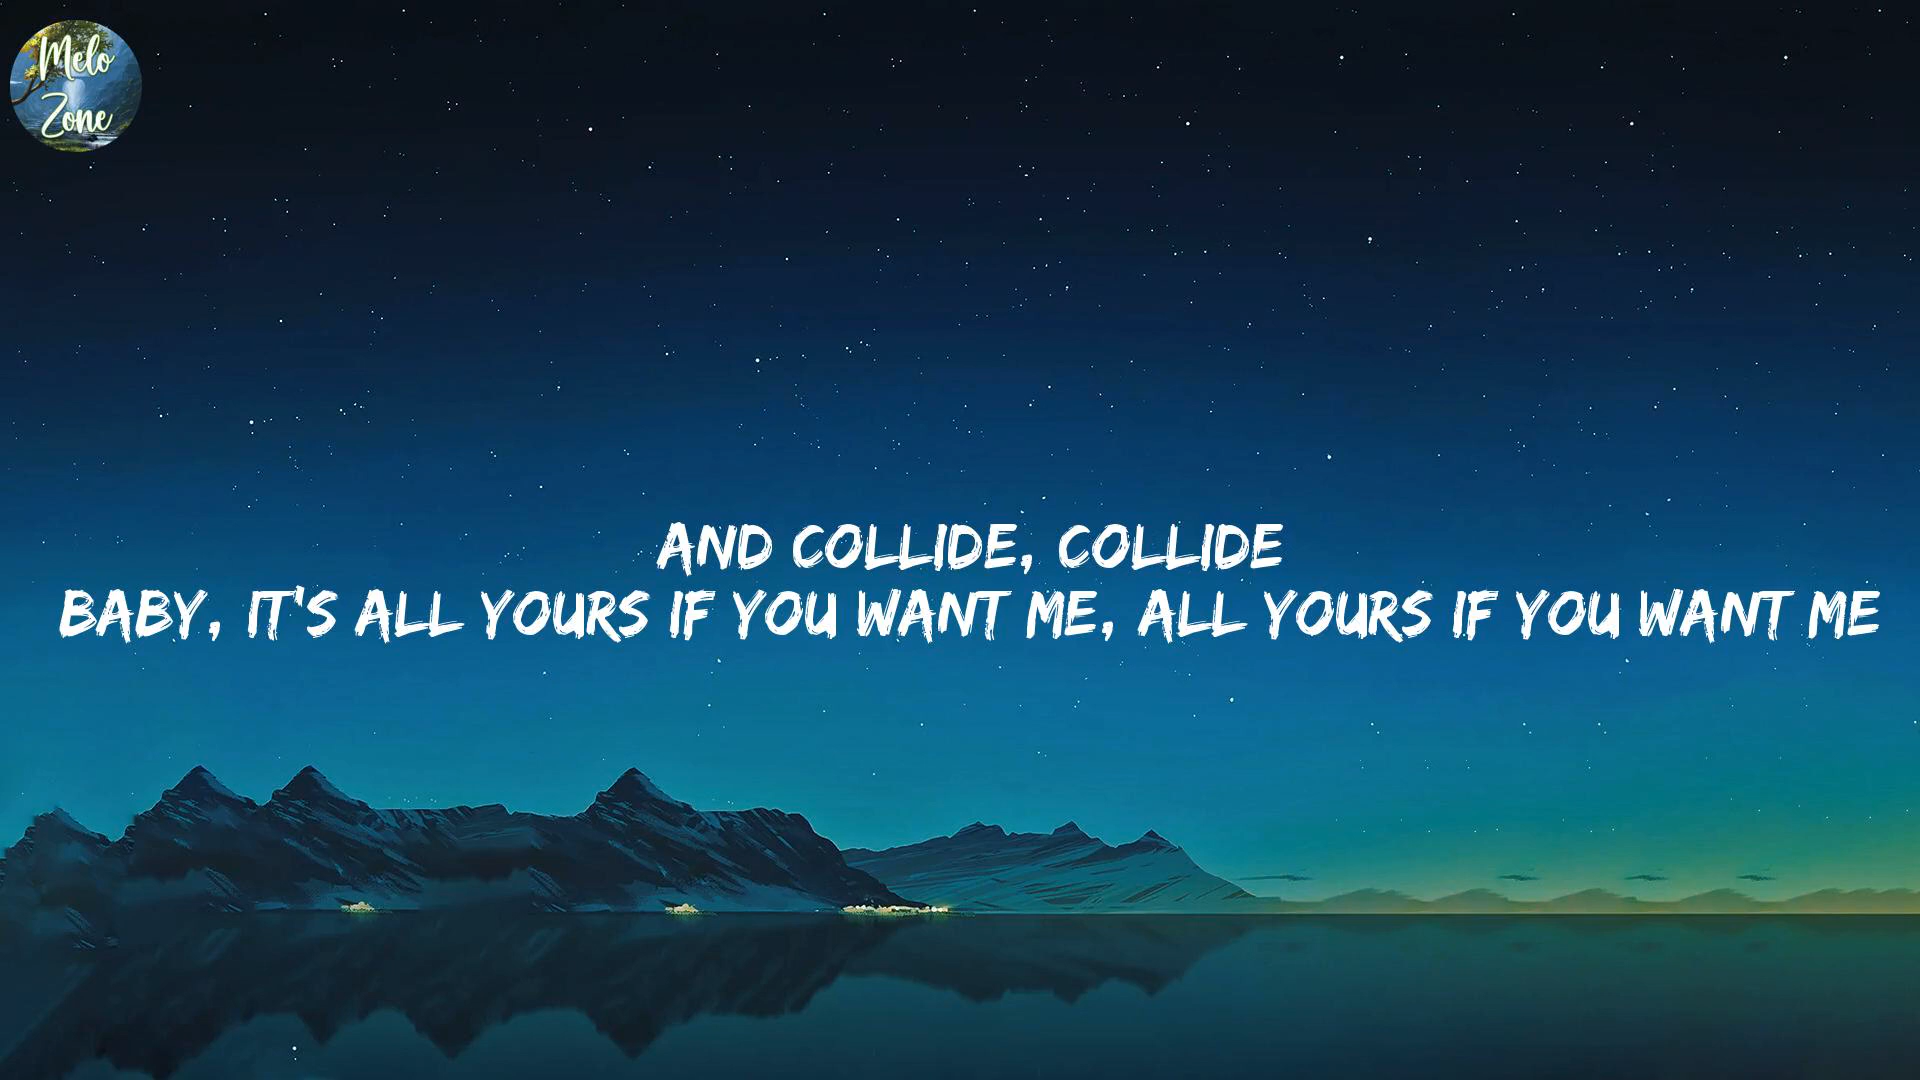 Melo
Zone
AND COLLIDE, COLLIDE
BABY, IT'S ALL YOURS IF YOU WANT ME, ALL YOURS IF YOU WANT ME